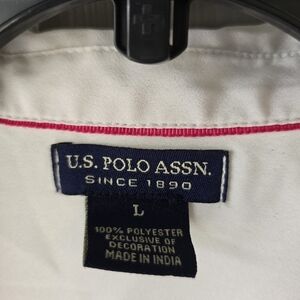 U.S. POLO ASSN.
SINCE 1890
L
100% POLYESTER
EXCLUSIVE OF
DECORATION
MADE IN INDIA